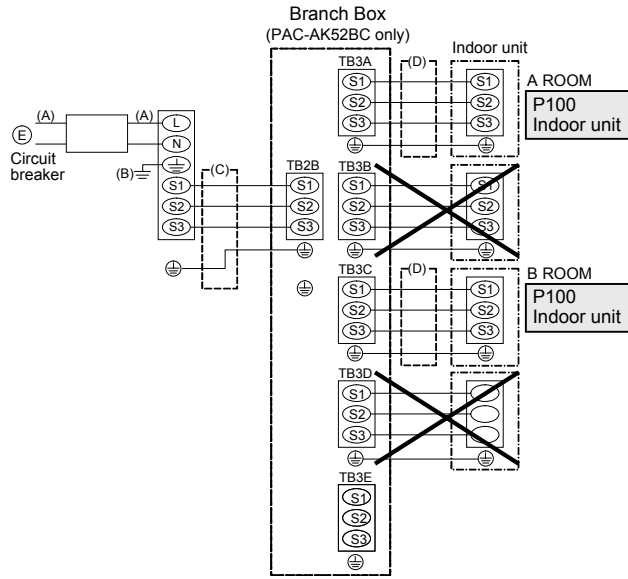 Branch Box
(PAC-AK52BC only)
Indoor unit
TB3A
(D)
S1
S1
A ROOM
S2
S2
P100
Indoor unit
S3
S3
(A)
(A)
L
E
N
Circuit
breaker
(B)
(C)
TB2B
TB3B
S1
S1
S1
S1
S2
S2
S2
S2
S3
S3
S3
S3
TB3C
(D)
B ROOM
S1
S1
P100
Indoor unit
S2
S2
S3
S3
TB3D
S1
S2
S3
TB3E
S1
S2
S3